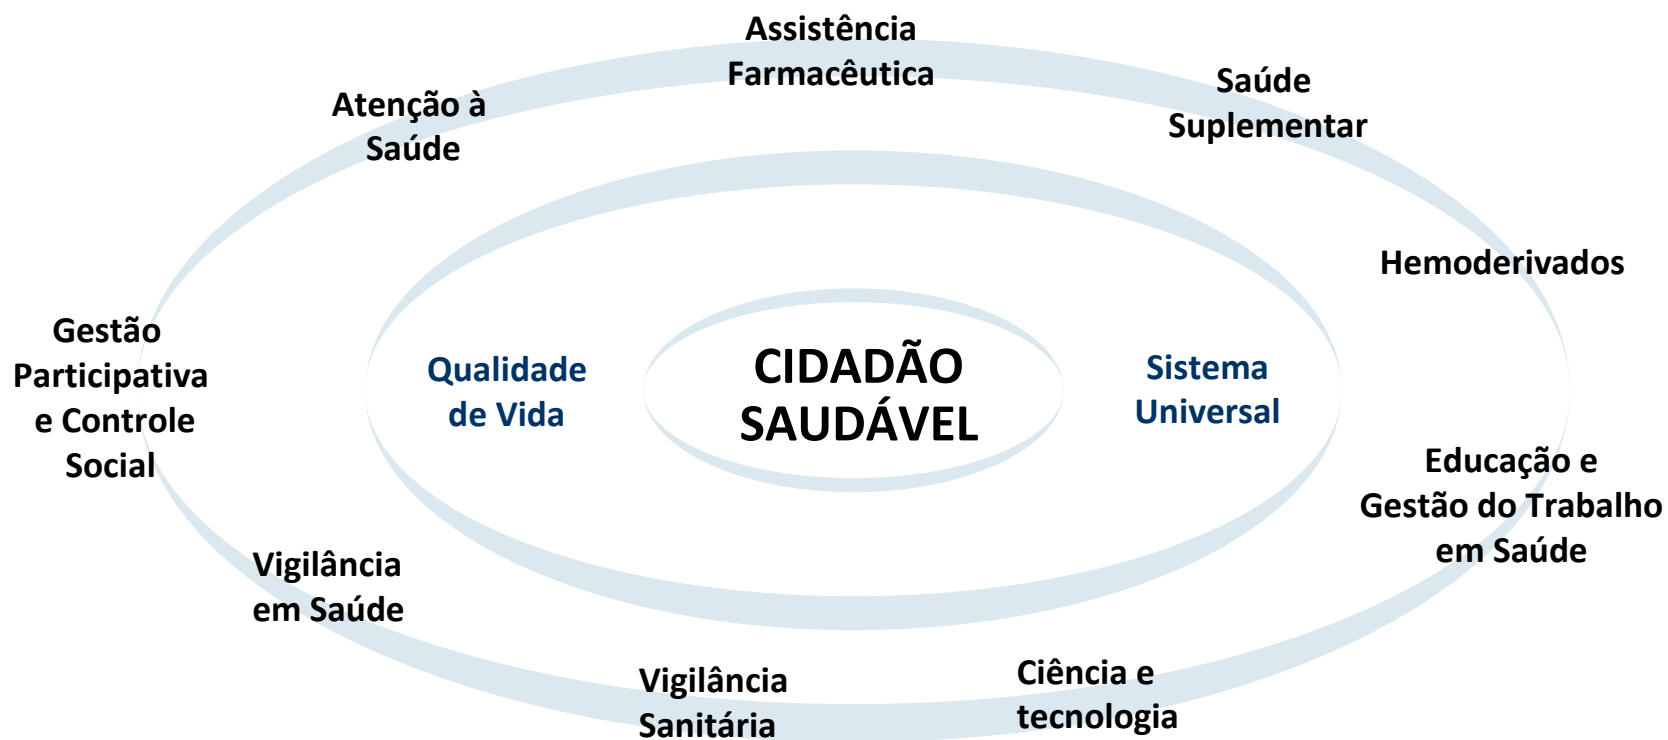 Assistência
Farmacêutica
Saúde
Suplementar
Atenção à
Saúde
Hemoderivados
Gestão
Participativa
e Controle
Social
Qualidade
de Vida
CIDADÃO
SAUDÁVEL
Sistema
Universal
Educação e
Gestão do Trabalho
em Saúde
Vigilância
em Saúde
Vigilância
Sanitária
Ciência e
tecnologia